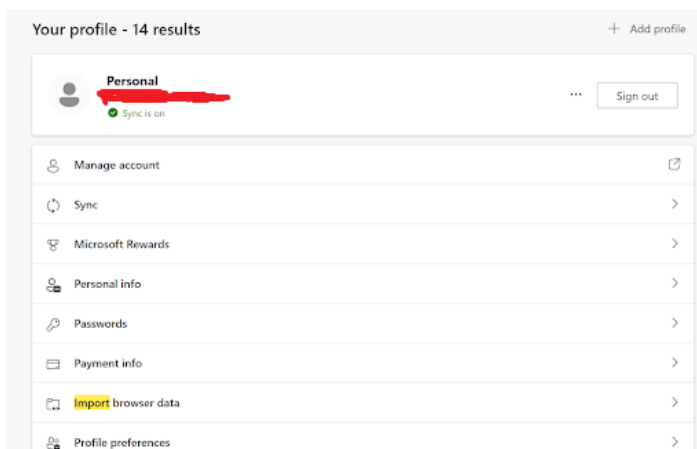 Your profile - 14 results
+ Add profile
Personal
Sync is on
... Sign out
Manage account
Sync
Microsoft Rewards
Personal info
Passwords
Payment info
Import browser data
Profile preferences